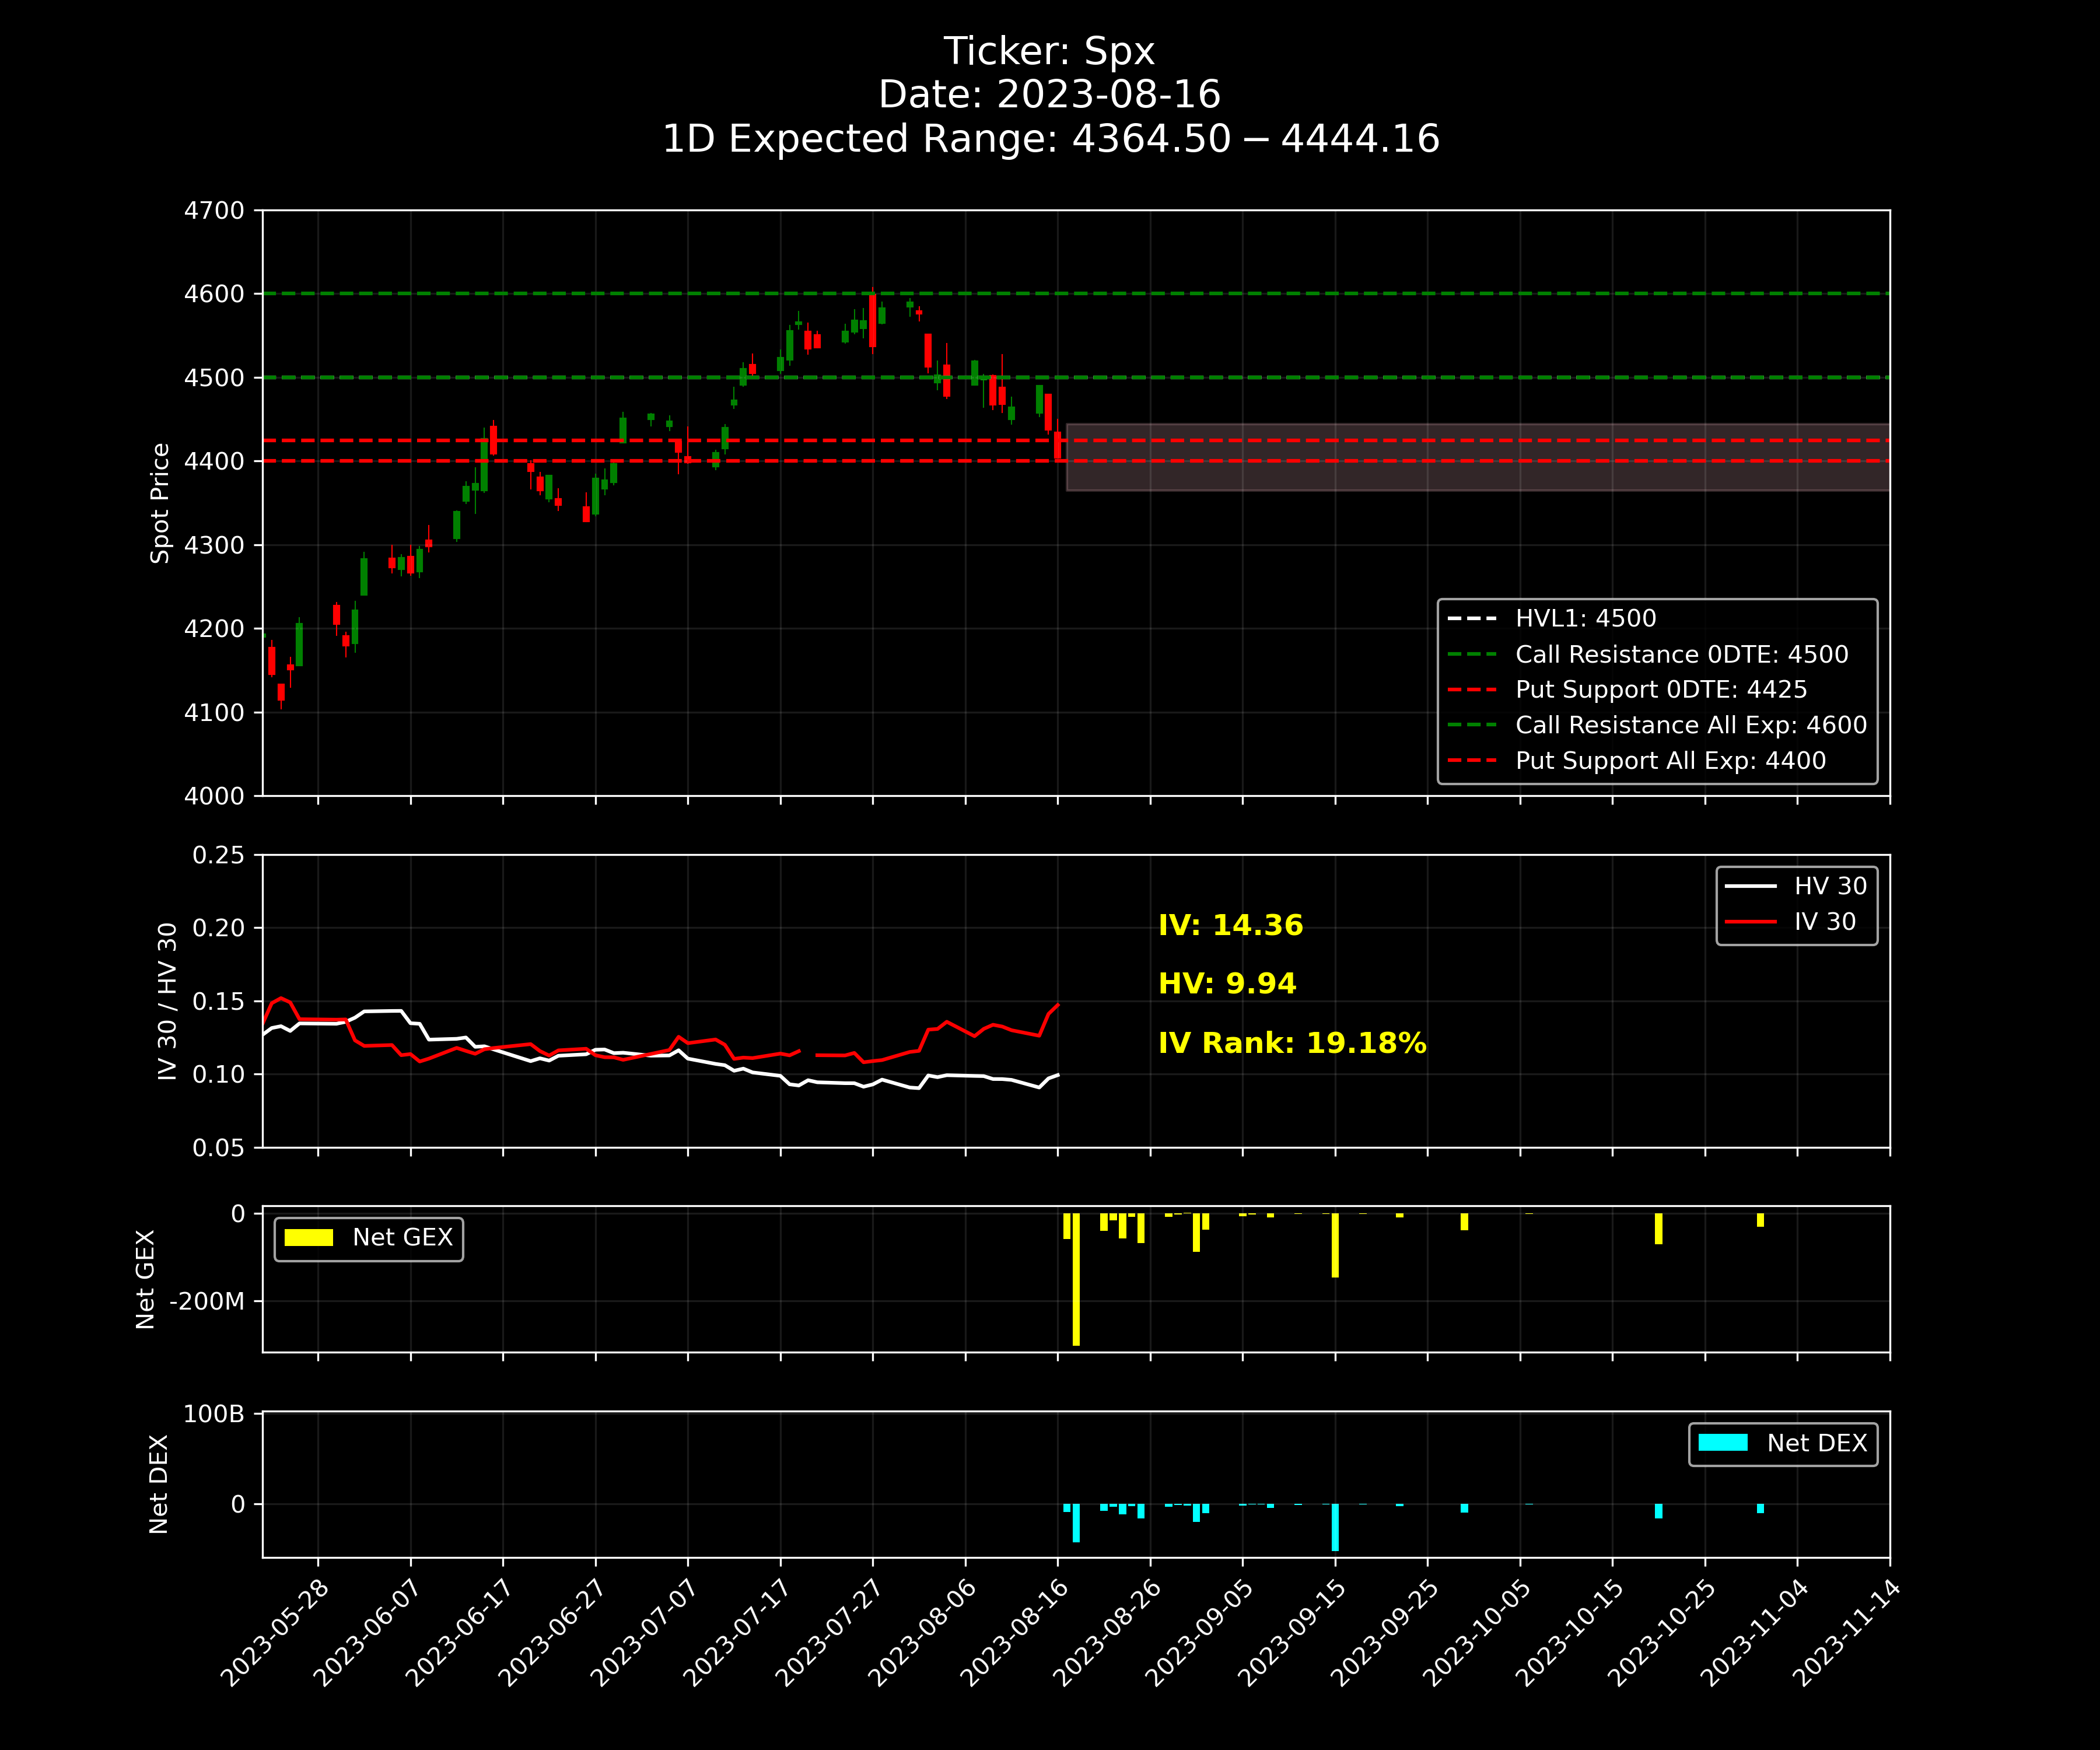 Ticker: Spx
Date: 2023-08-16
1D Expected Range: 4364.50 − 4444.16
Spot Price
4700
4600
4500
4400
4300
4200
4100
4000
HVL1: 4500
Call Resistance 0DTE: 4500
Put Support 0DTE: 4425
Call Resistance All Exp: 4600
Put Support All Exp: 4400
IV 30 / HV 30
0.25
0.20
0.15
0.10
0.05
IV: 14.36
HV: 9.94
IV Rank: 19.18%
HV 30
IV 30
Net GEX
0
-200M
Net GEX
Net DEX
100B
0
Net DEX
2023-05-28
2023-06-07
2023-06-17
2023-06-27
2023-07-07
2023-07-17
2023-07-27
2023-08-06
2023-08-16
2023-08-26
2023-09-05
2023-09-15
2023-09-25
2023-10-05
2023-10-15
2023-10-25
2023-11-04
2023-11-14